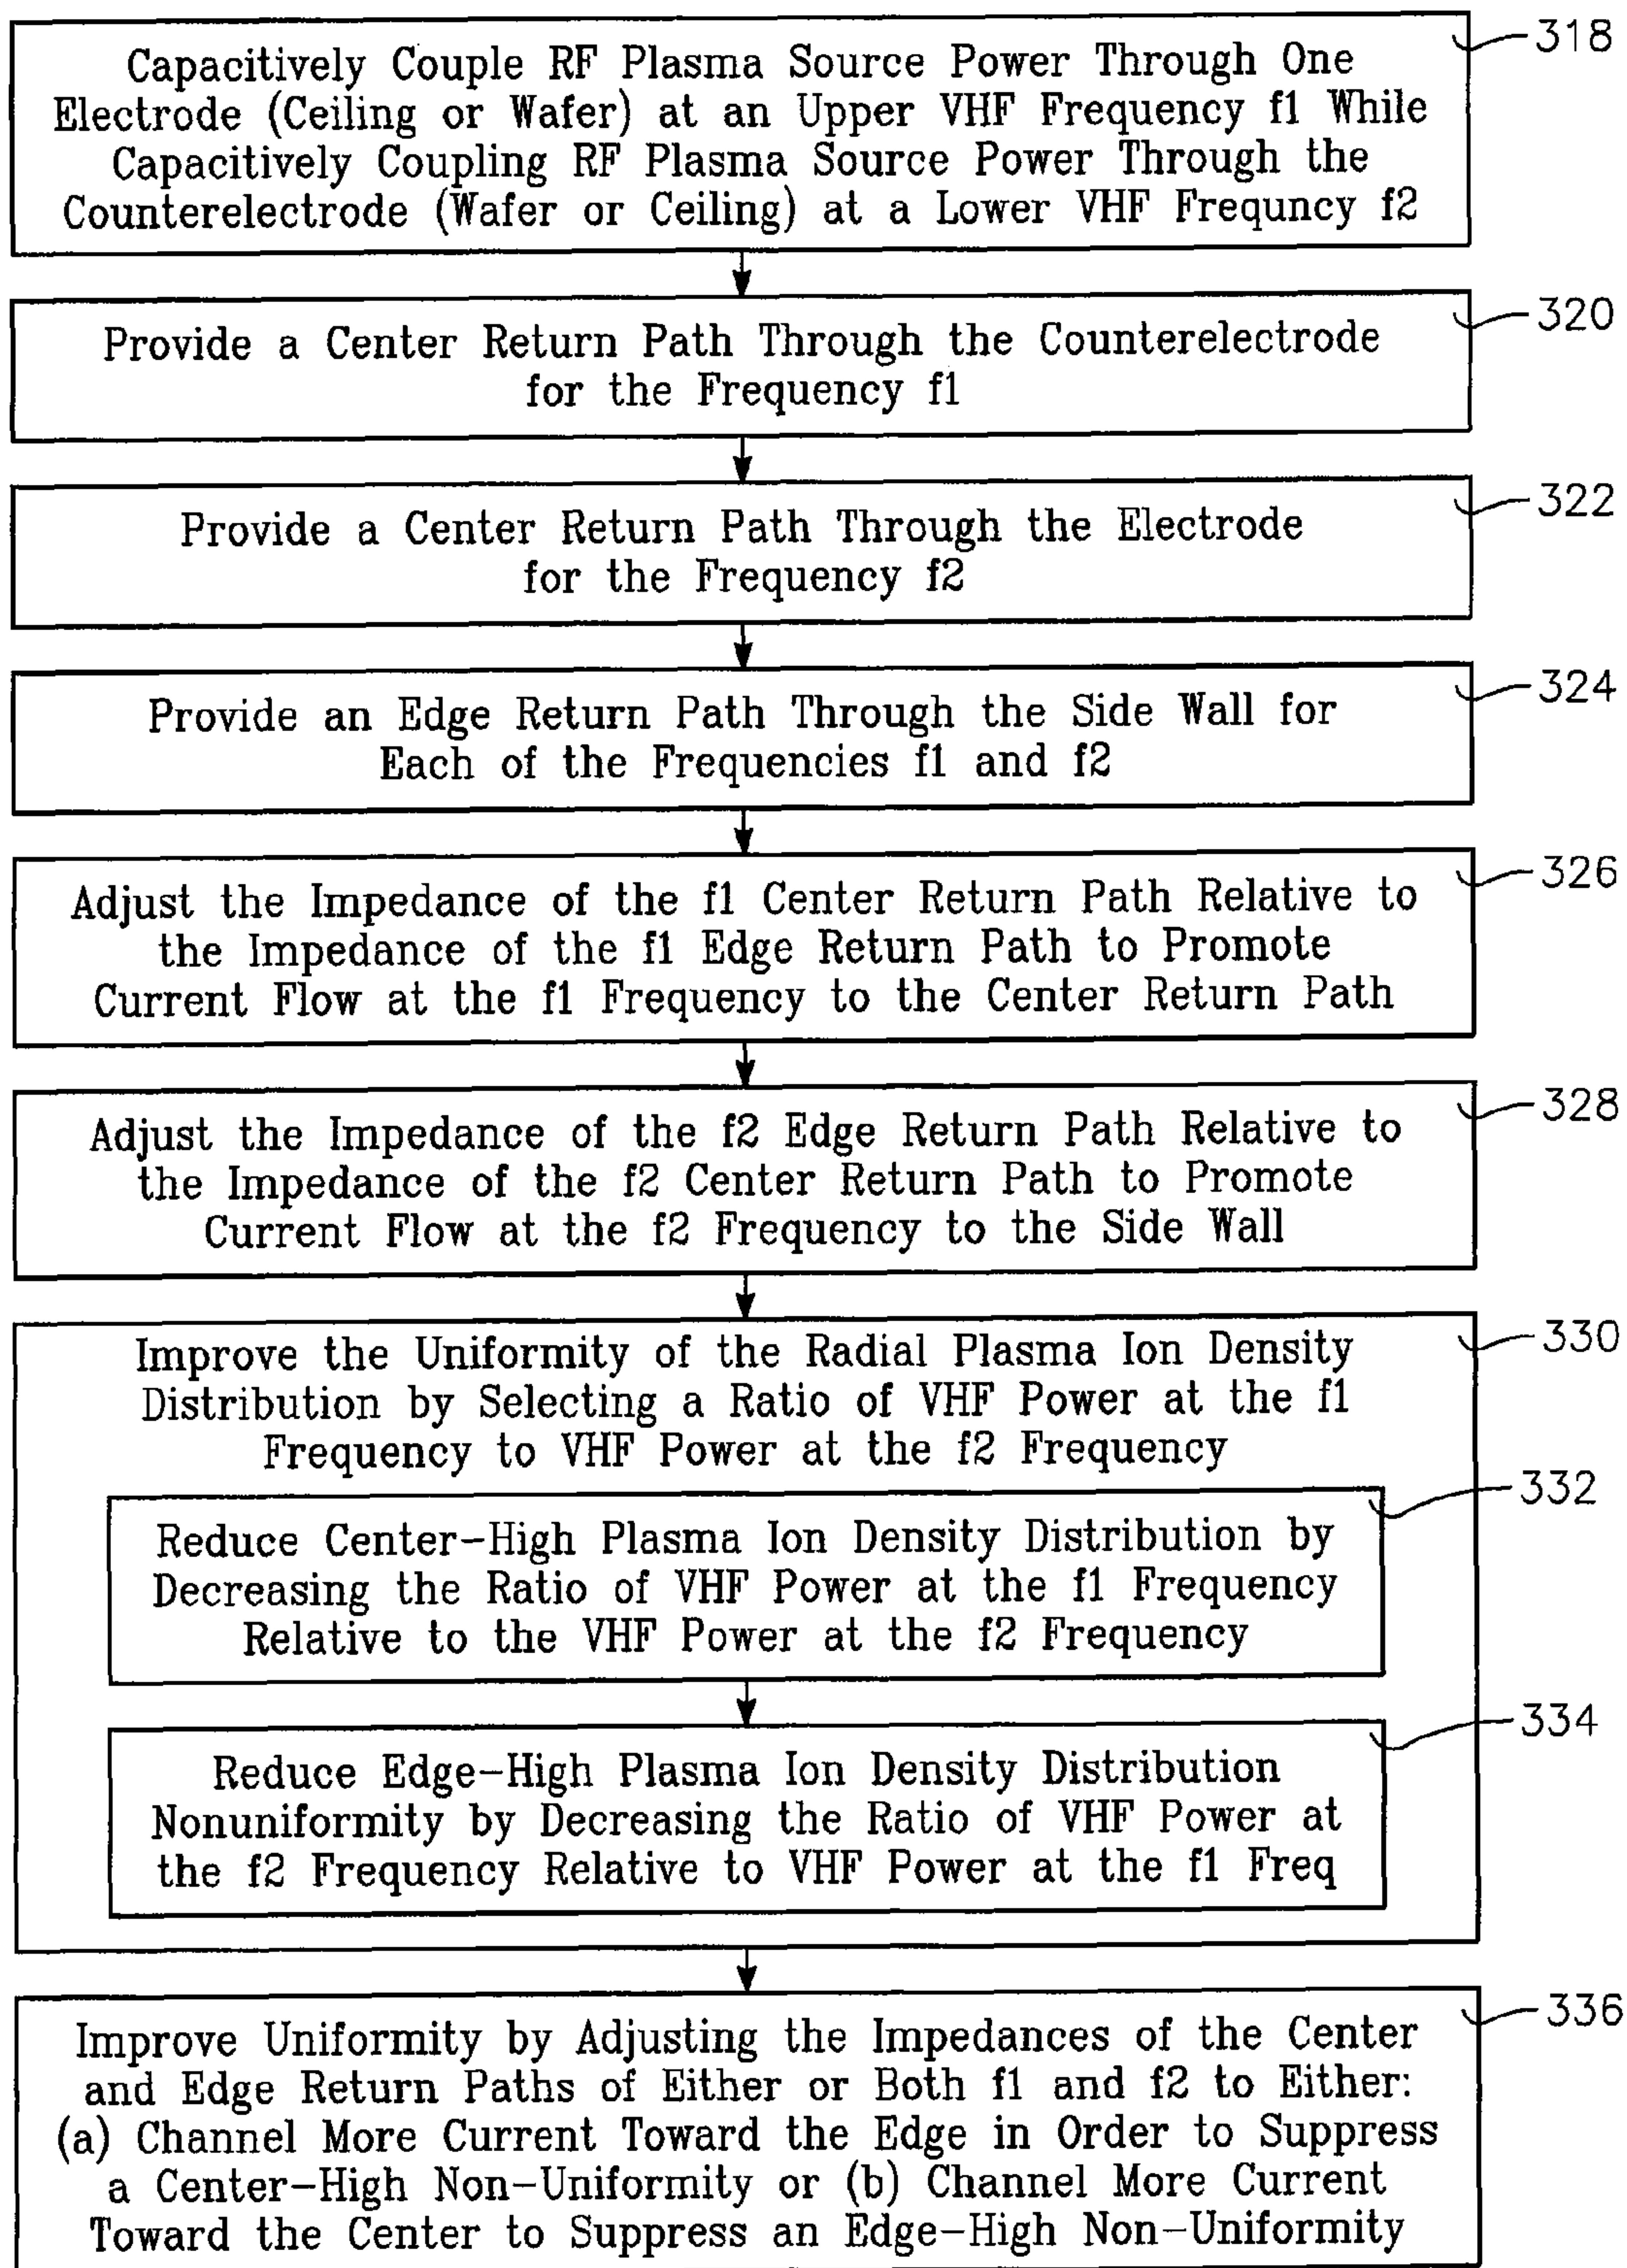 318
Capacitively Couple RF Plasma Source Power Through One
Electrode (Ceiling or Wafer) at an Upper VHF Frequency f1 While
Capacitively Coupling RF Plasma Source Power Through the
Counterelectrode (Wafer or Ceiling) at a Lower VHF Frequncy f2
320
Provide a Center Return Path Through the Counterelectrode
for the Frequency f1
322
Provide a Center Return Path Through the Electrode
for the Frequency f2
324
Provide an Edge Return Path Through the Side Wall for
Each of the Frequencies f1 and f2
326
Adjust the Impedance of the f1 Center Return Path Relative to
the Impedance of the f1 Edge Return Path to Promote
Current Flow at the f1 Frequency to the Center Return Path
328
Adjust the Impedance of the f2 Edge Return Path Relative to
the Impedance of the f2 Center Return Path to Promote
Current Flow at the f2 Frequency to the Side Wall
330
Improve the Uniformity of the Radial Plasma Ion Density
Distribution by Selecting a Ratio of VHF Power at the f1
Frequency to VHF Power at the f2 Frequency
332
Reduce Center-High Plasma Ion Density Distribution by
Decreasing the Ratio of VHF Power at the f1 Frequency
Relative to the VHF Power at the f2 Frequency
334
Reduce Edge-High Plasma Ion Density Distribution
Nonuniformity by Decreasing the Ratio of VHF Power at
the f2 Frequency Relative to VHF Power at the f1 Freq
336
Improve Uniformity by Adjusting the Impedances of the Center
and Edge Return Paths of Either or Both f1 and f2 to Either:
(a) Channel More Current Toward the Edge in Order to Suppress
a Center-High Non-Uniformity or (b) Channel More Current
Toward the Center to Suppress an Edge-High Non-Uniformity